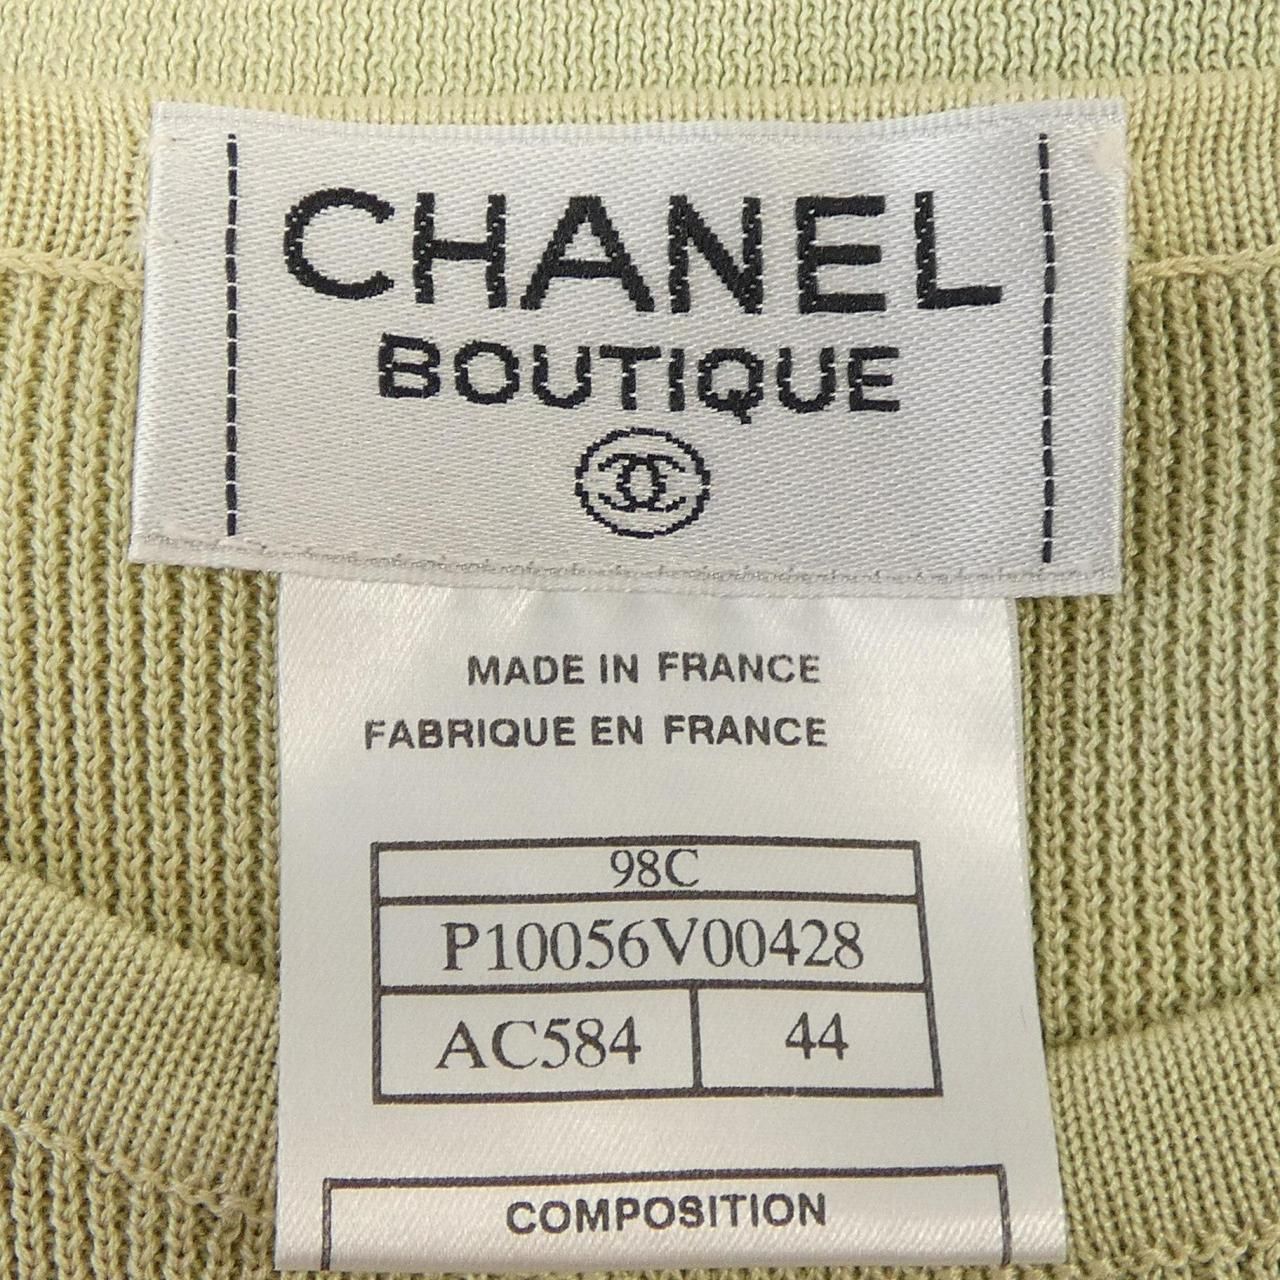 CHANEL
BOUTIQUE
MADE IN FRANCE
FABRIQUE EN FRANCE
98C
P10056V00428
AC584 44
COMPOSITION